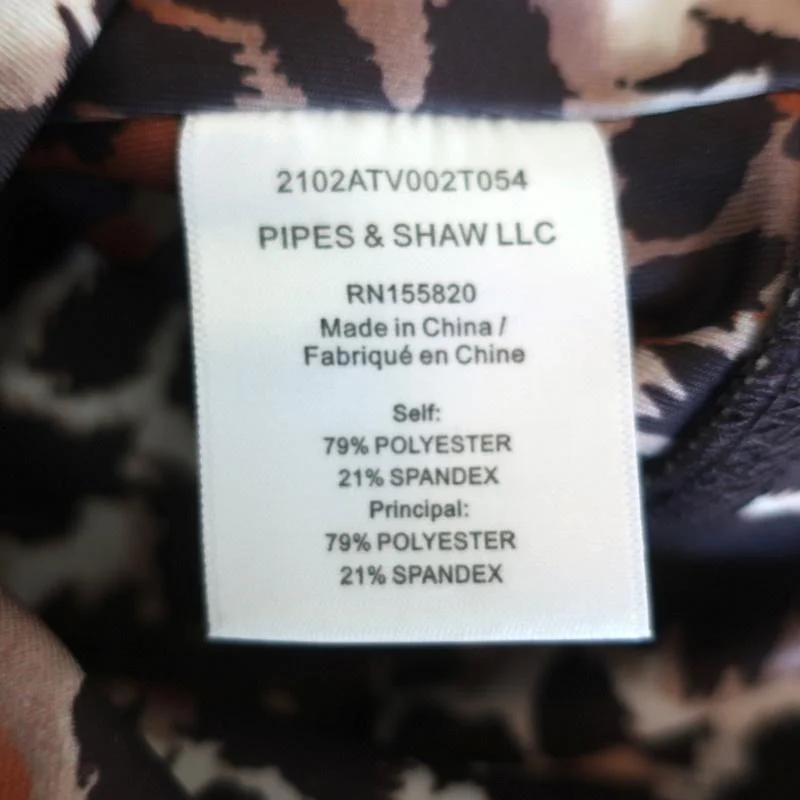 2102ATV002T054
PIPES & SHAW LLC
RN155820
Made in China /
Fabriqué en Chine
Self:
79% POLYESTER
21% SPANDEX
Principal:
79% POLYESTER
21% SPANDEX